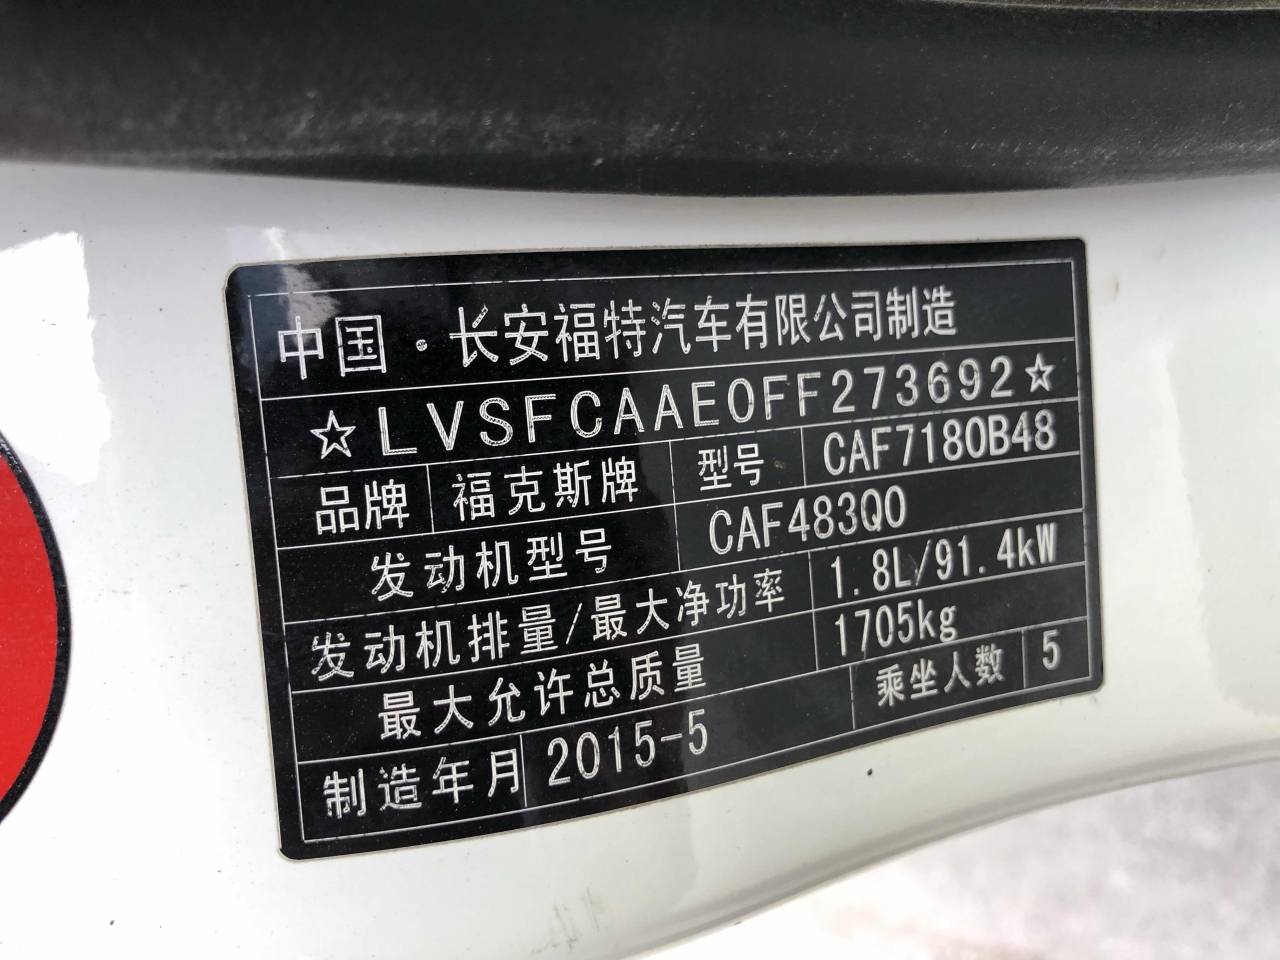 中国·长安福特汽车有限公司制造
☆LVSFCAAE0FF273692☆
品牌 福克斯牌 型号 CAF7180B48
发动机型号 CAF483Q0
发动机排量/最大净功率 1.8L/91.4kW
最大允许总质量 1705kg
制造年月 2015-5 乘坐人数 5